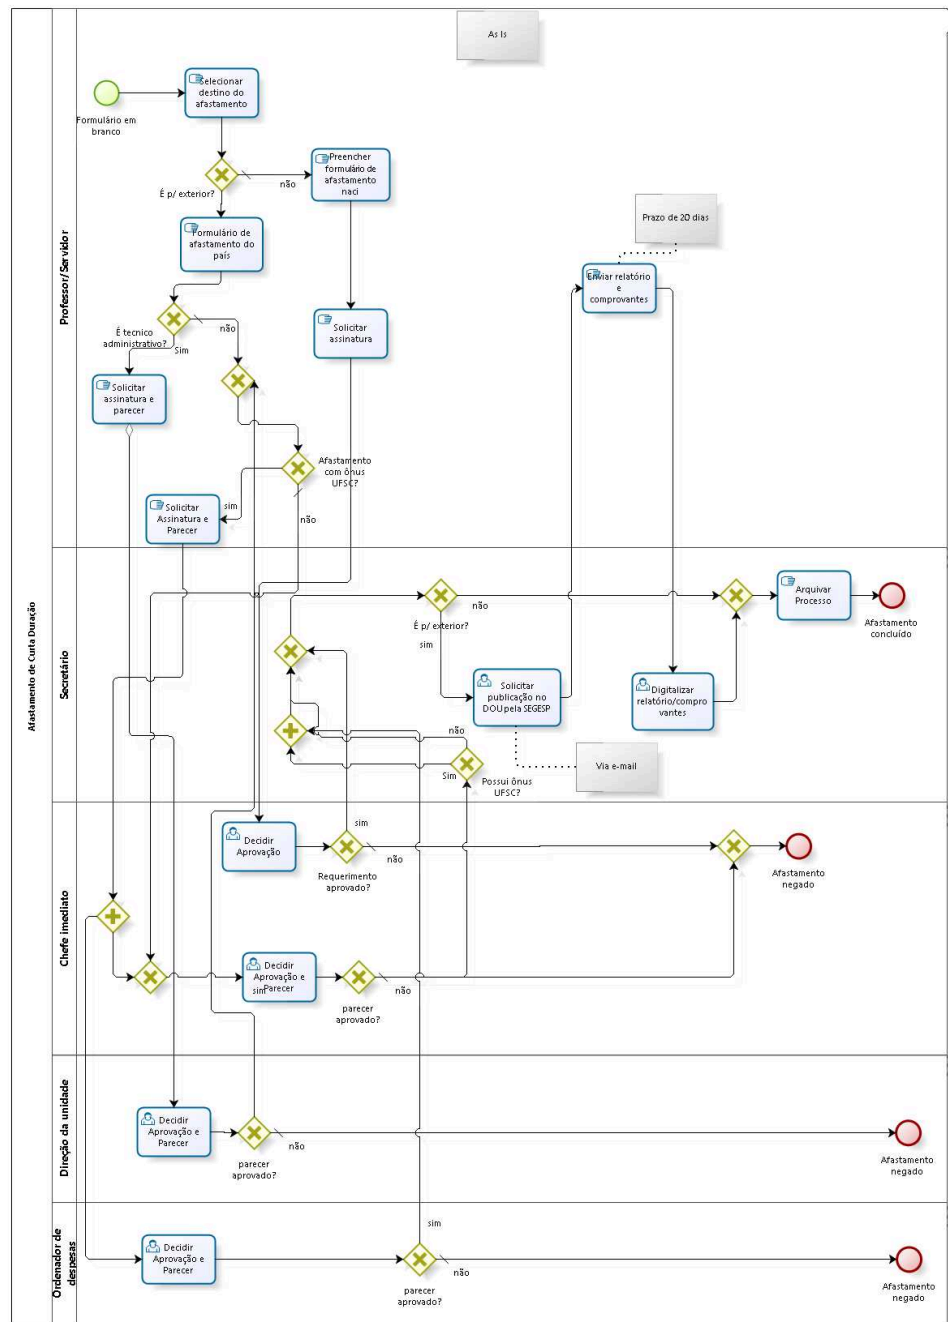 As Is
Afastamento de Curta Duração
Professor/Servidor
Formulário em
branco
Selecionar
destino do
afastamento
É p/ exterior?
não
Preencher
formulário de
afastamento
naci
Formulário de
afastamento do
país
Prazo de 20 dias
Enviar relatório
e
comprovantes
É tecnico
administrativo?
não
Sim
Solicitar
assinatura
Solicitar
assinatura e
parecer
Afastamento
com ônus
UFSC?
sim
não
Solicitar
Assinatura e
Parecer
Secretário
É p/ exterior?
não
sim
Arquivar
Processo
Afastamento
concluído
Solicitar
publicação no
DOU pela SEGESP
Digitalizar
relatório/compro
vantes
não
Sim
Possui ônus
UFSC?
Via e-mail
Chefe imediato
Decidir
Aprovação
sim
não
Requerimento
aprovado?
Afastamento
negado
Decidir
Aprovação e
Parecer
sim
não
parecer
aprovado?
Direção da unidade
Decidir
Aprovação e
Parecer
não
parecer
aprovado?
Afastamento
negado
Ordenador de
despesas
Decidir
Aprovação e
Parecer
sim
não
parecer
aprovado?
Afastamento
negado